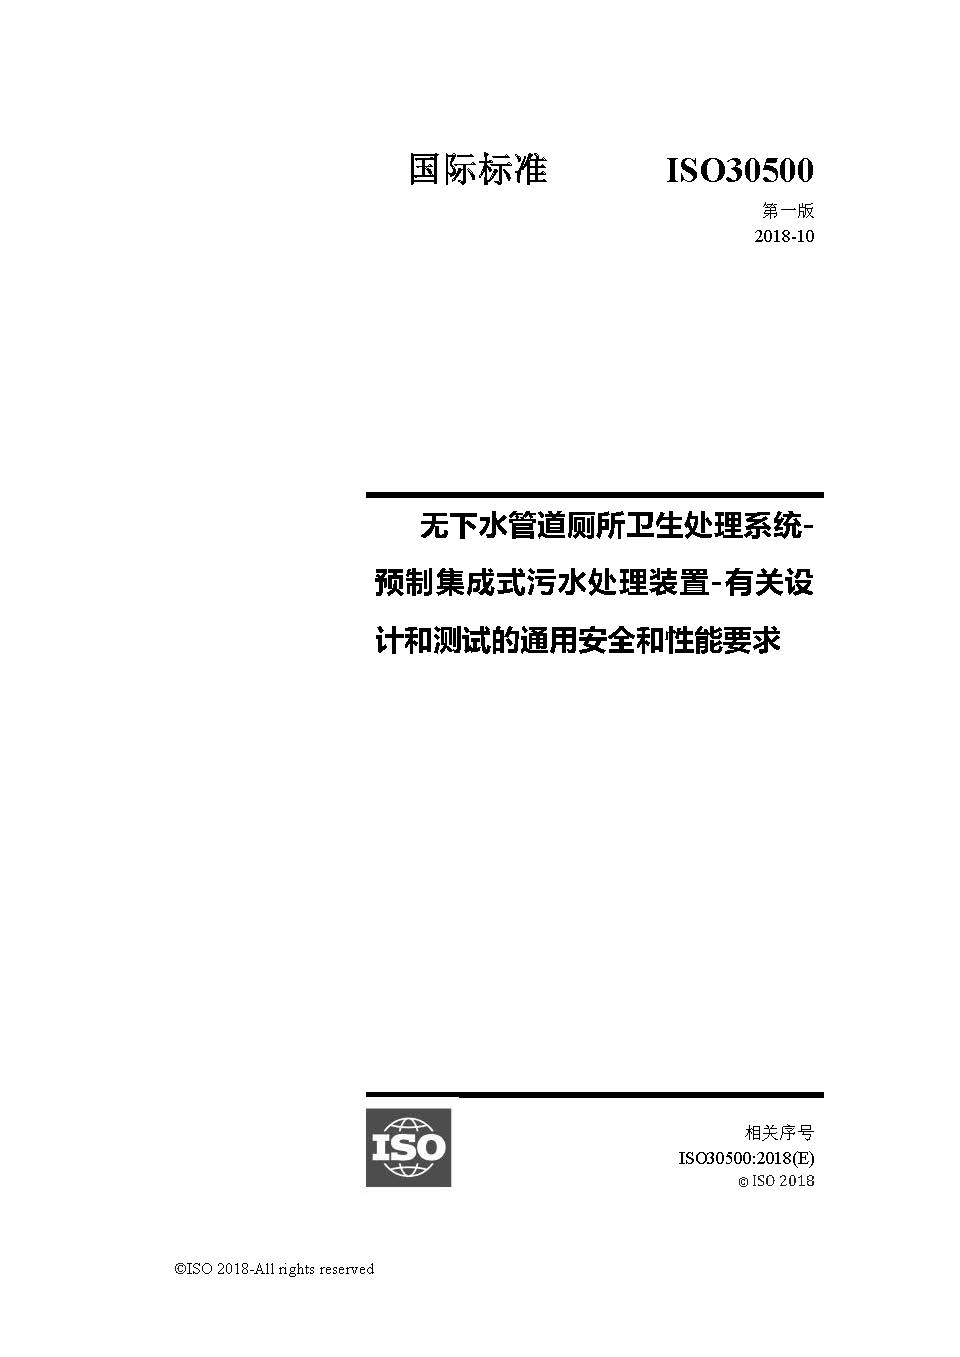 国际标准 ISO30500
第一版
2018-10
无下水管道厕所卫生处理系统-
预制集成式污水处理装置-有关设
计和测试的通用安全和性能要求
ISO
相关序号
ISO30500:2018(E)
© ISO 2018
©ISO 2018-All rights reserved